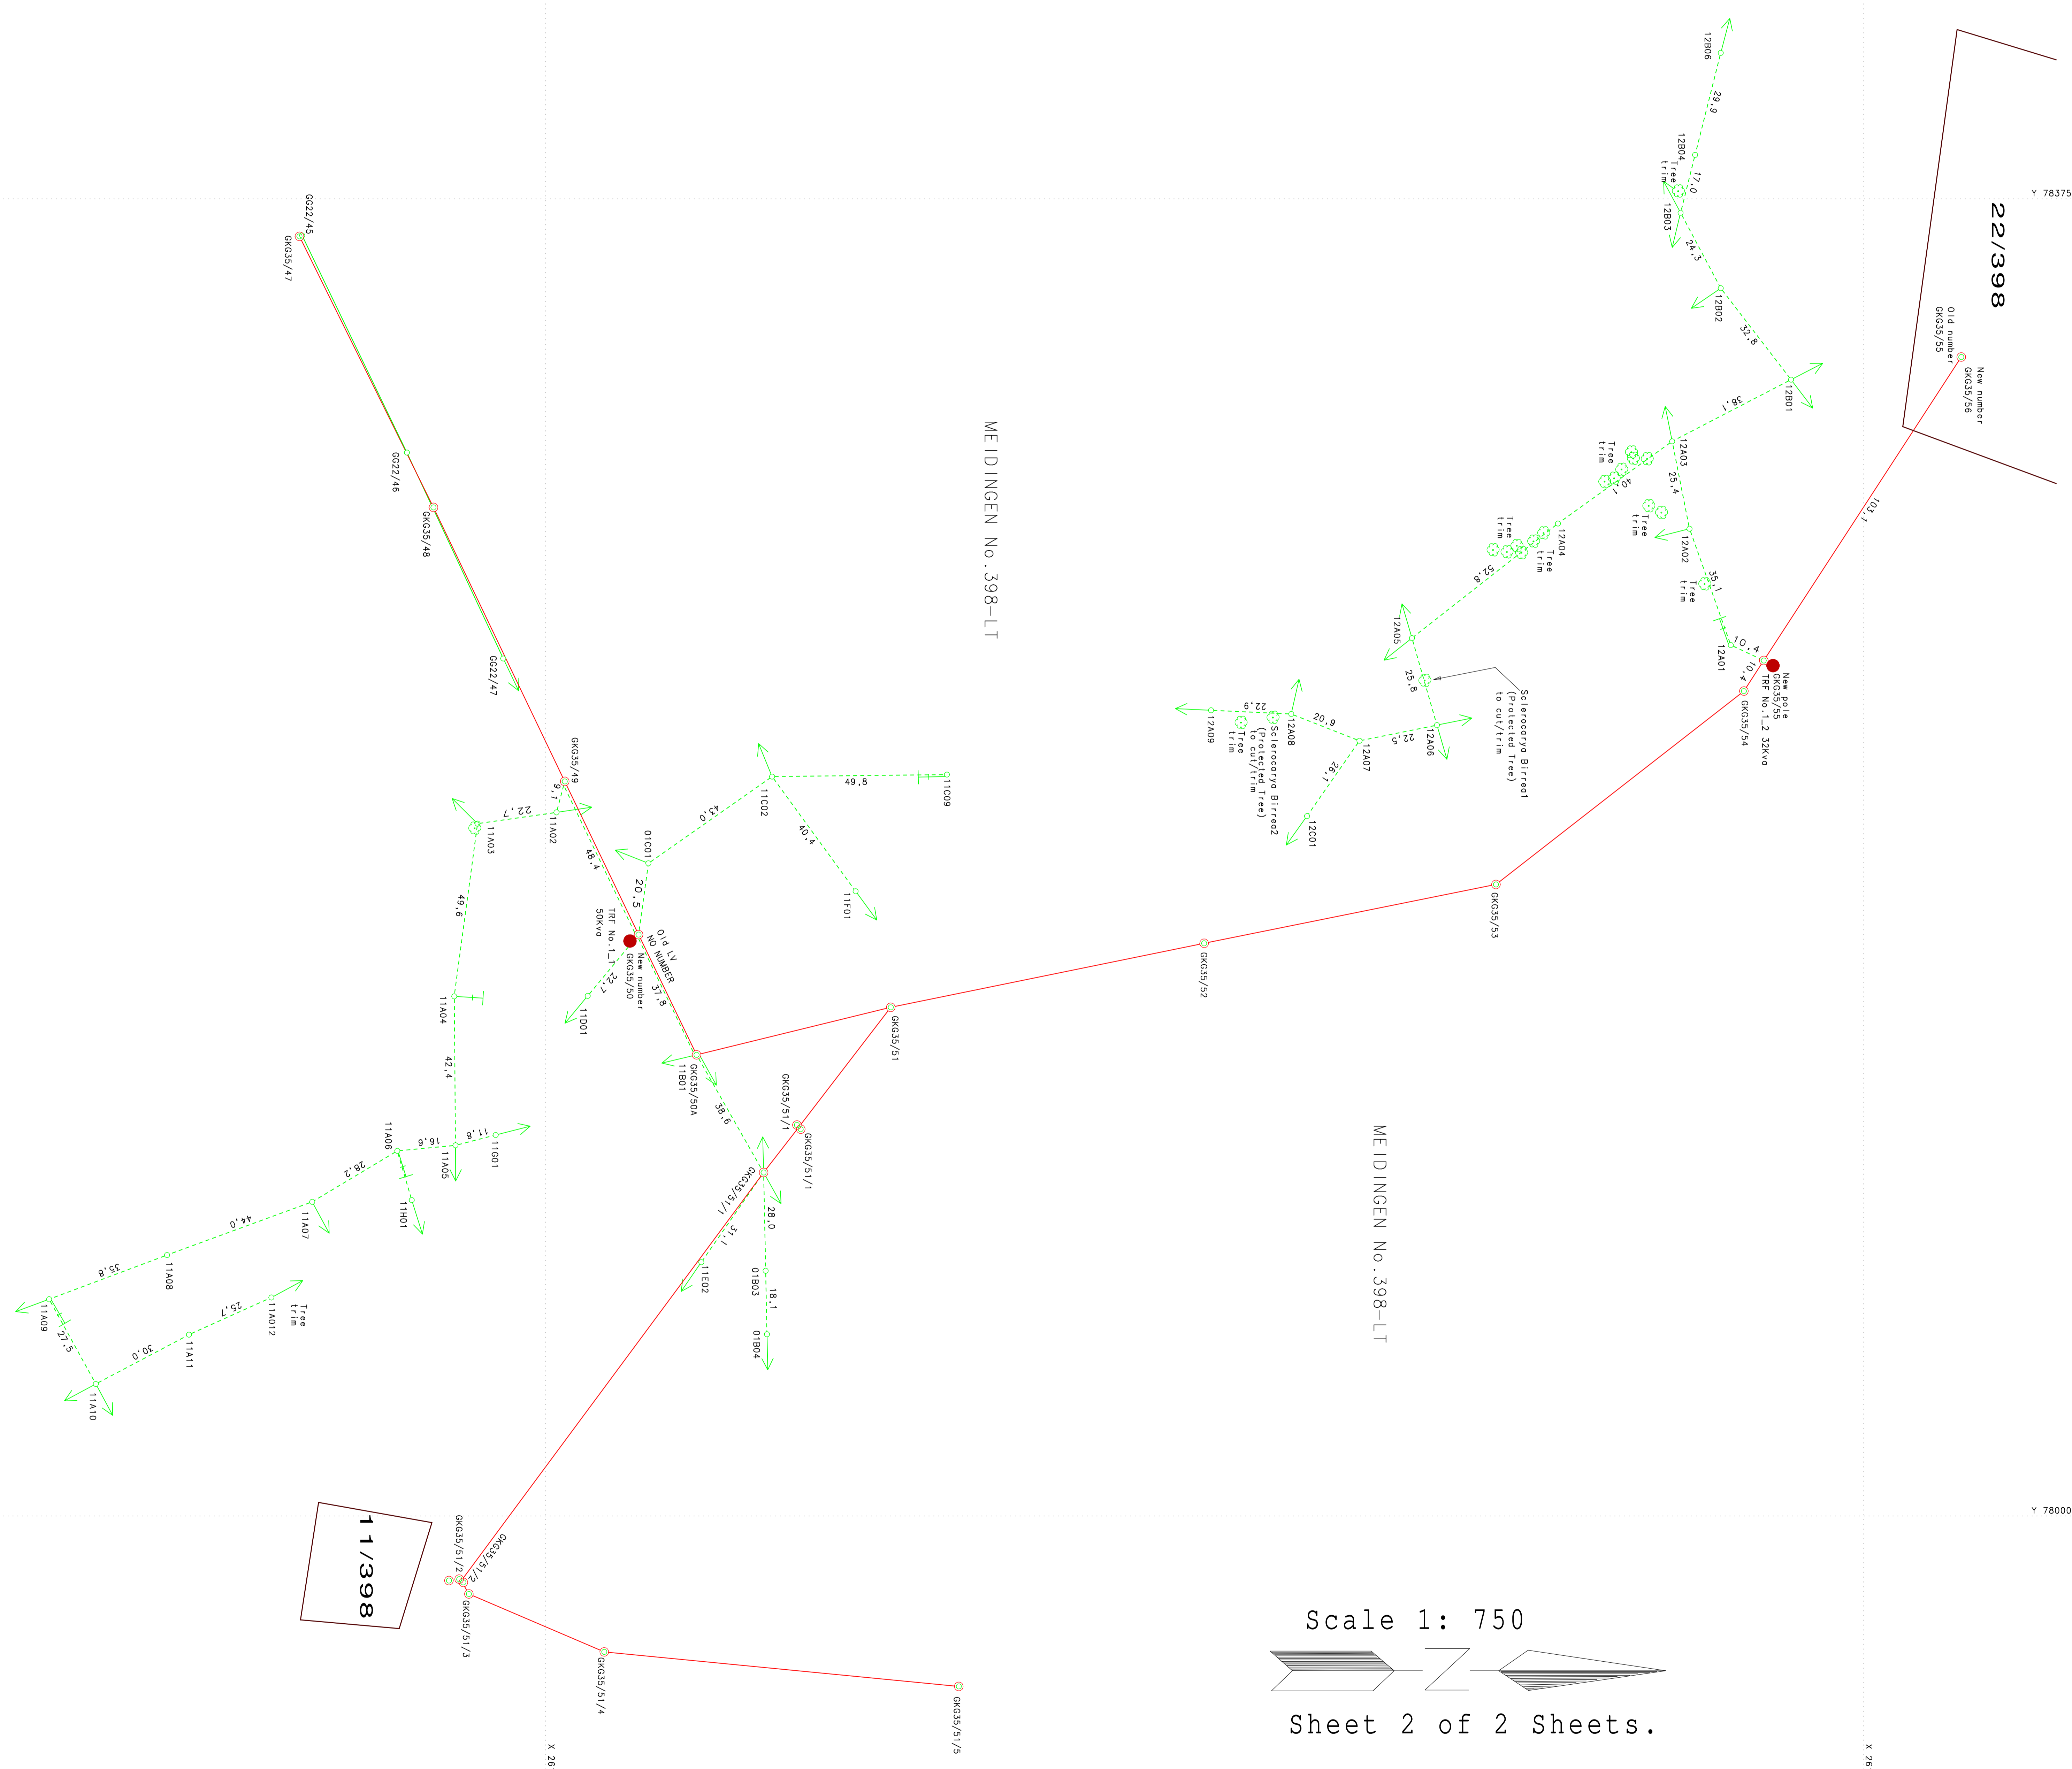 12B06
29,9
12B04
Tree
trim
17,0
12B03
24,3
12B02
32,8
12B01
38,1
Y 78375
22/398
Old number
GKG35/55
New number
GKG35/56
103,1
12A03
25,4
Tree
trim
40,1
Tree
trim
12A02
35,1
Tree
trim
12A01
10,4
10,4
New pole
GKG35/55
TRF No.1_2 32Kva
GKG35/54
12A04
Tree
trim
Tree
trim
52,8
12A05
25,8
Sclerocarya Birrea1
(Protected Tree)
to cut/trim
12A06
22,5
12A07
20,9
26,1
12C01
12A08
22,9
12A09
Sclerocarya Birrea2
(Protected Tree)
to cut/trim
Tree
trim
GKG35/53
GKG35/52
GKG35/51
MEIDINGEN No.398-LT
GG22/45
GKG35/47
GG22/46
GKG35/48
GG22/47
GKG35/49
9,1
11A02
22,7
11A03
48,4
49,6
11A04
42,4
11A05
11,8
11G01
16,6
11A06
11H01
28,2
11A07
44,0
11A08
35,8
11A09
27,5
11A10
30,0
11A11
25,7
11A012
Tree
trim
11C09
49,8
11C02
43,0
40,4
11F01
01C01
20,5
TRF No.1_1
50Kva
New number
GKG35/50
Old LV
NO NUMBER
22,7
11D01
37,8
GKG35/50A
11B01
38,6
GKG35/51/1
GKG35/51/1
GKG35/51/1
31,1
11E02
28,0
01B03
18,1
01B04
MEIDINGEN No.398-LT
Y 78000
11/398
GKG35/51/2
GKG35/51/2
GKG35/51/3
GKG35/51/4
GKG35/51/5
X 26
X 26
Scale 1: 750
N
Sheet 2 of 2 Sheets.